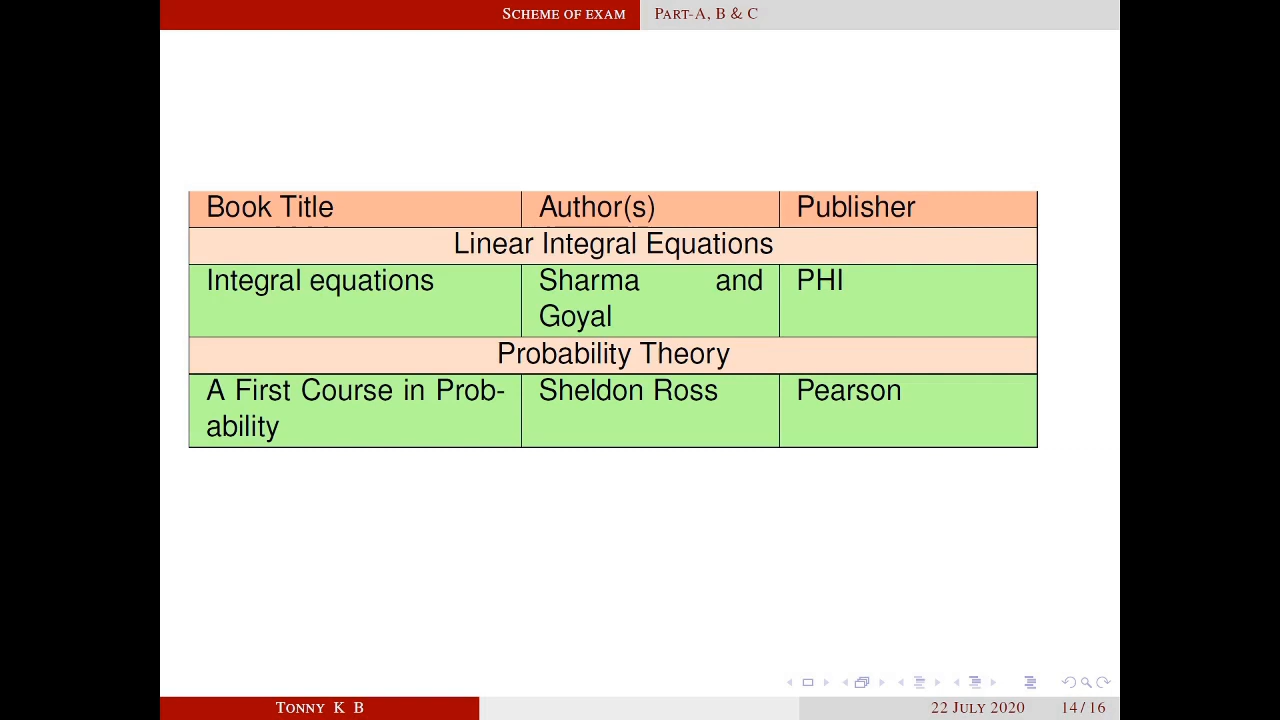 SCHEME OF EXAM PART-A, B & C
Book Title Author(s) Publisher
Linear Integral Equations
Integral equations Sharma and PHI
Goyal
Probability Theory
A First Course in Prob- Sheldon Ross Pearson
ability
TONNY K B 22 JULY 2020 14 / 16